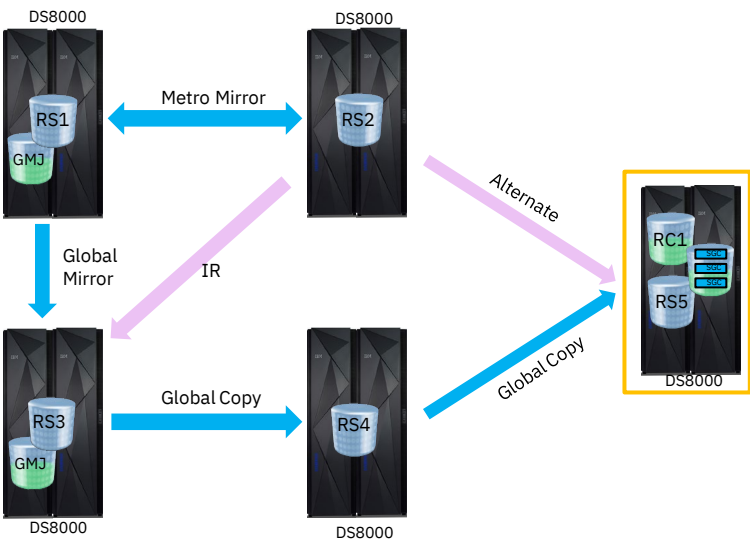 DS8000
DS8000
Metro Mirror
RS1
RS2
GMJ
Alternate
RC1
SGC
SGC
SGC
Global
Mirror
IR
RS5
Global Copy
DS8000
Global Copy
RS3
RS4
GMJ
DS8000
DS8000